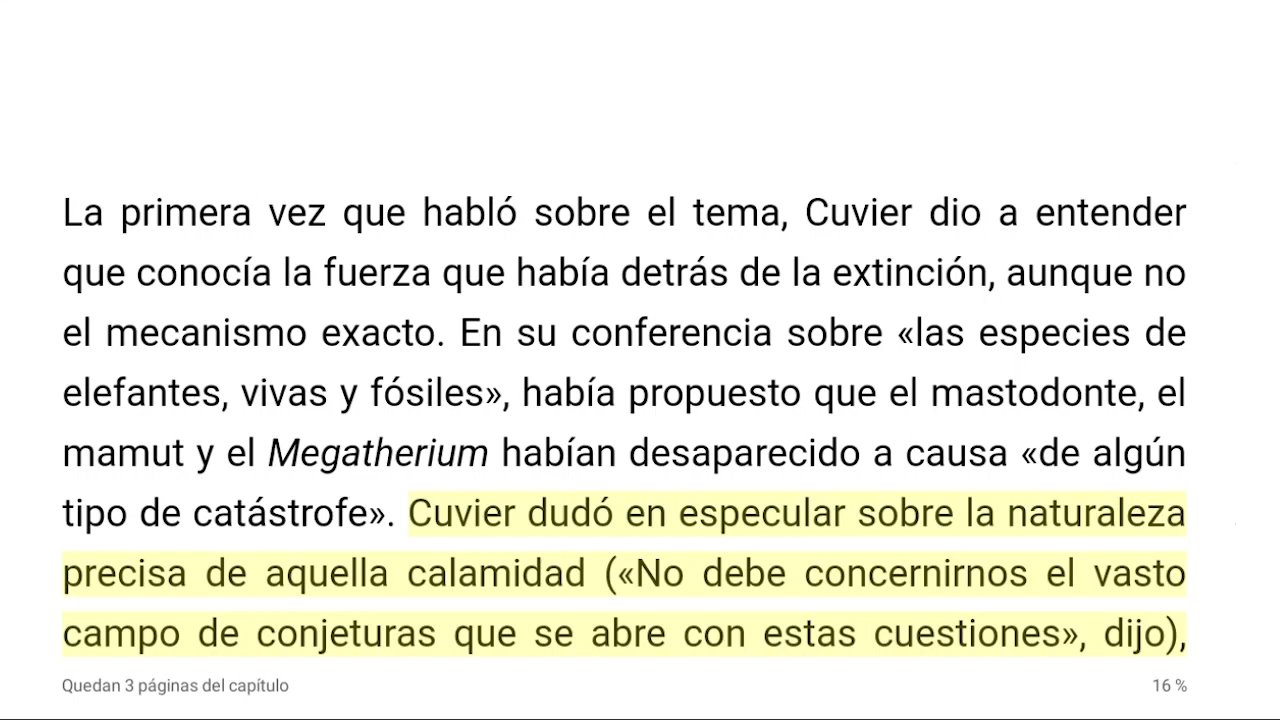 La primera vez que habló sobre el tema, Cuvier dio a entender
que conocía la fuerza que había detrás de la extinción, aunque no
el mecanismo exacto. En su conferencia sobre «las especies de
elefantes, vivas y fósiles», había propuesto que el mastodonte, el
mamut y el Megatherium habían desaparecido a causa «de algún
tipo de catástrofe». Cuvier dudó en especular sobre la naturaleza
precisa de aquella calamidad («No debe concernirnos el vasto
campo de conjeturas que se abre con estas cuestiones», dijo),
Quedan 3 páginas del capítulo
16 %